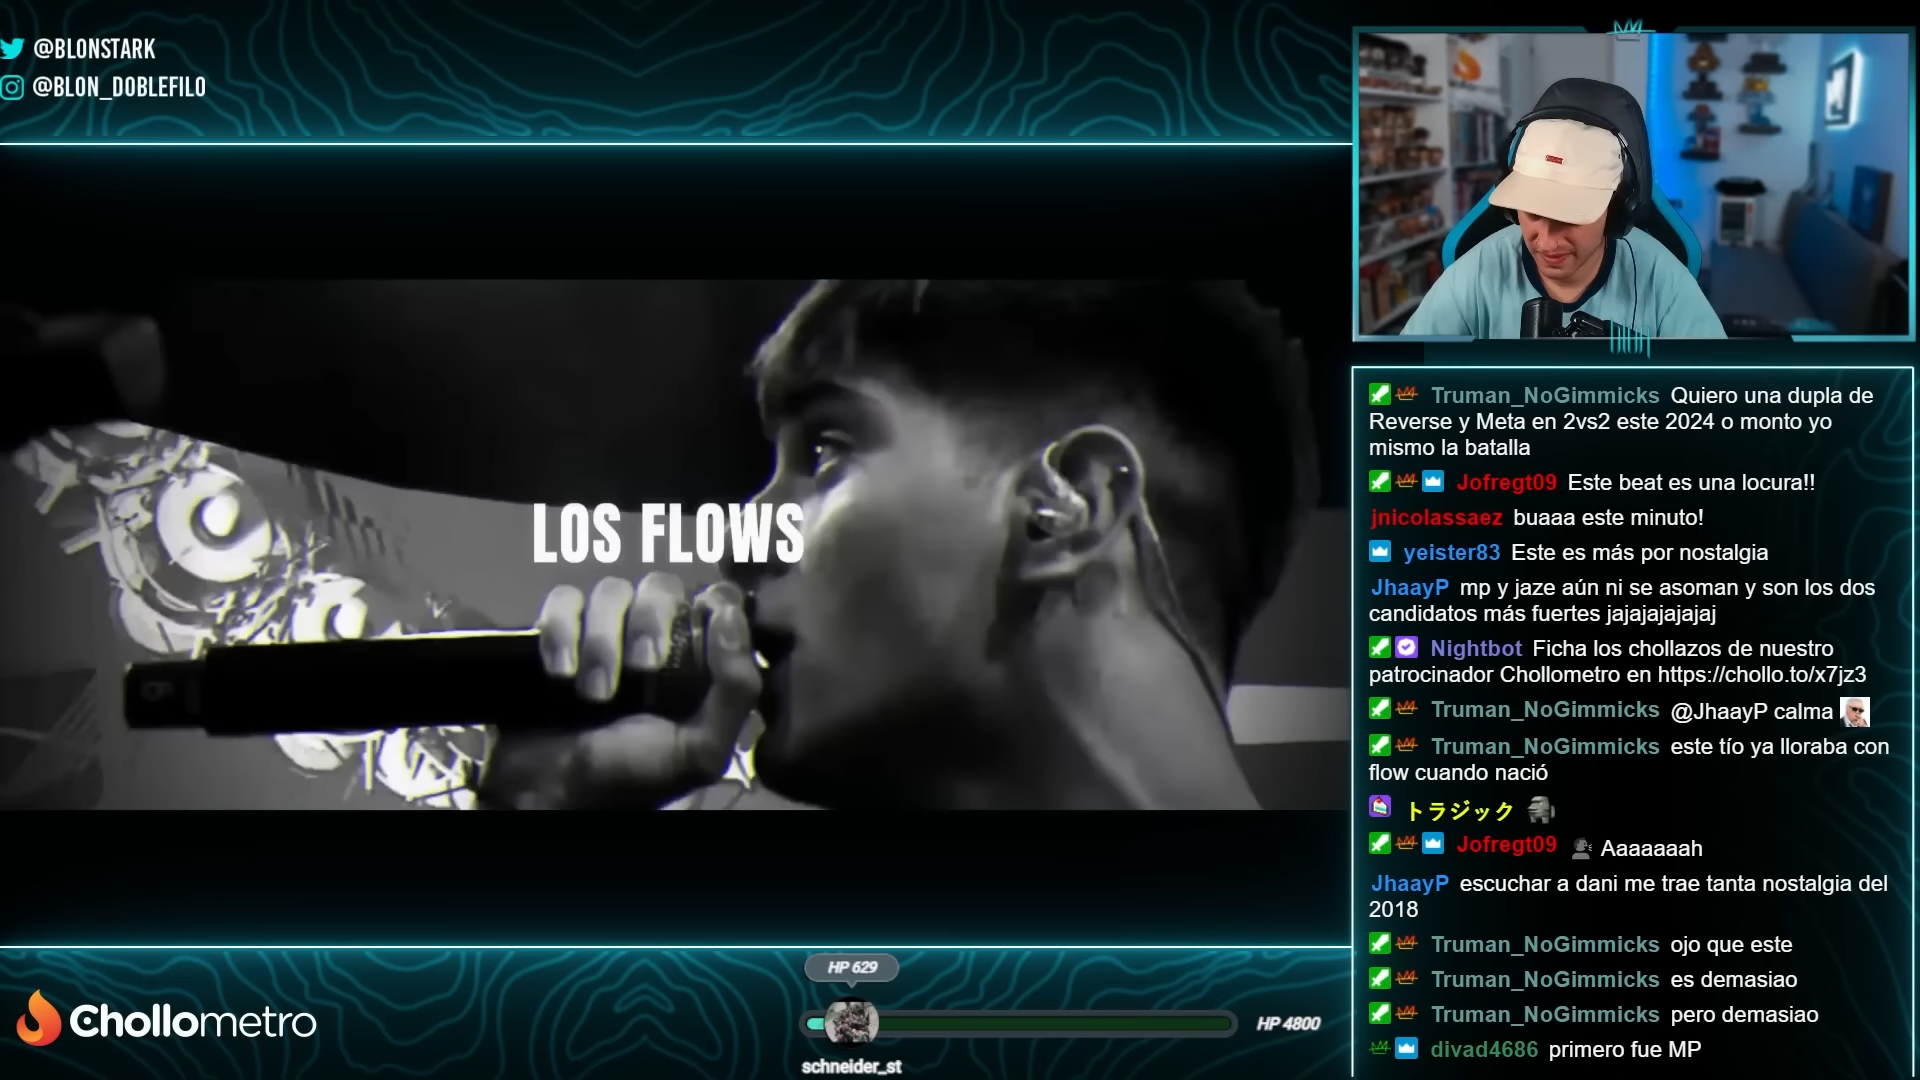 @BLONSTARK
@BLON_DOBLEFILO
LOS FLOWS
Truman_NoGimmicks Quiero una dupla de
Reverse y Meta en 2vs2 este 2024 o monto yo
mismo la batalla
Jofregt09 Este beat es una locura!!
jnicolassaez buaaa este minuto!
yeister83 Este es más por nostalgia
JhaayP mp y jaze aún ni se asoman y son los dos
candidatos más fuertes jajajajajajaj
Nightbot Ficha los chollazos de nuestro
patrocinador Chollometro en https://chollo.to/x7jz3
Truman_NoGimmicks @JhaayP calma
Truman_NoGimmicks este tío ya lloraba con
flow cuando nació
トラジック
Jofregt09 Aaaaaaah
JhaayP escuchar a dani me trae tanta nostalgia del
2018
Truman_NoGimmicks ojo que este
Truman_NoGimmicks es demasiao
Truman_NoGimmicks pero demasiao
divad4686 primero fue MP
Chollometro
HP 629
HP 4800
schneider_st